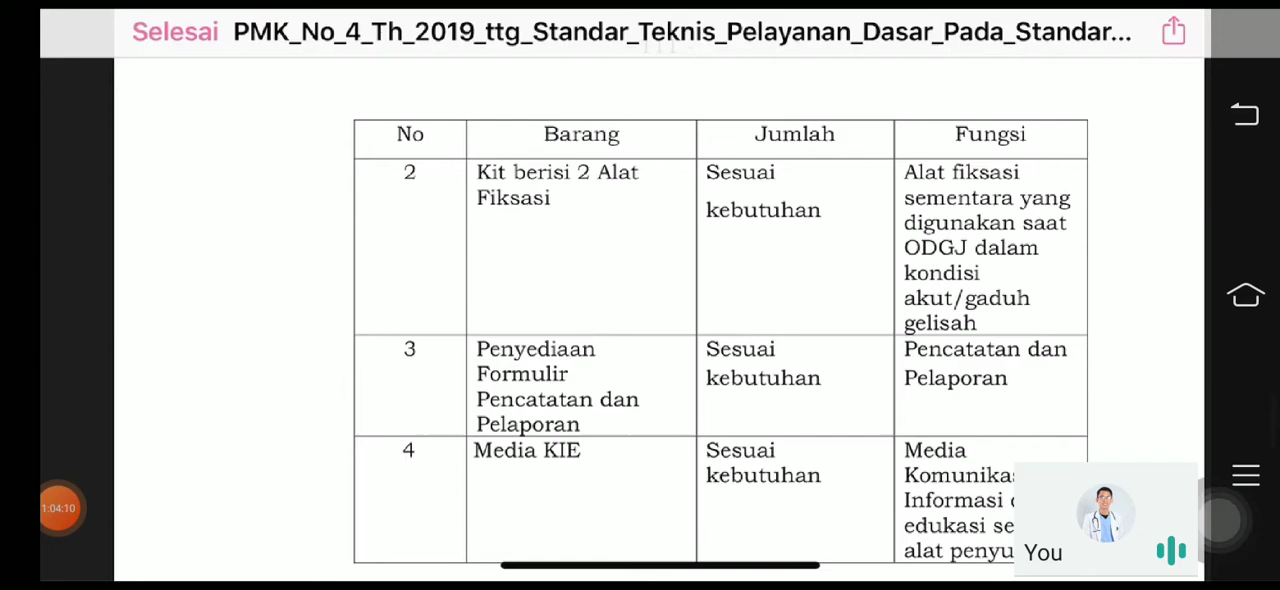 Selesai PMK_No_4_Th_2019_ttg_Standar_Teknis_Pelayanan_Dasar_Pada_Standar...
No Barang Jumlah Fungsi
2 Kit berisi 2 Alat Fiksasi Sesuai kebutuhan Alat fiksasi sementara yang digunakan saat ODGJ dalam kondisi akut/gaduh gelisah
3 Penyediaan Formulir Pencatatan dan Pelaporan Sesuai kebutuhan Pencatatan dan Pelaporan
4 Media KIE Sesuai kebutuhan Media
Informasi
edukasi
alat
1:04:10
You